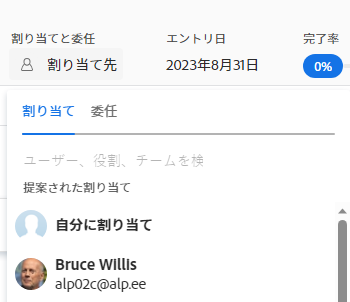 割り当てと委任 エントリ日 完了率
割り当て先 2023年8月31日 0%
割り当て 委任
ユーザー、役割、チームを検
提案された割り当て
自分に割り当て
Bruce Willis
alp02c@alp.ee